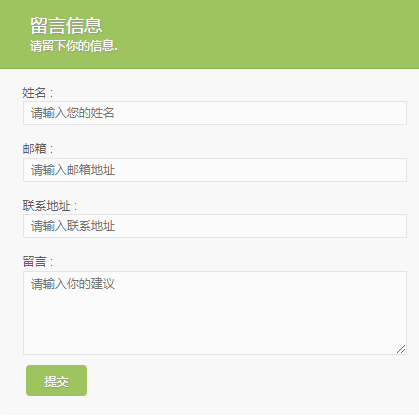 留言信息
请留下你的信息.
姓名 :
请输入您的姓名
邮箱 :
请输入邮箱地址
联系地址 :
请输入联系地址
留言 :
请输入你的建议
提交